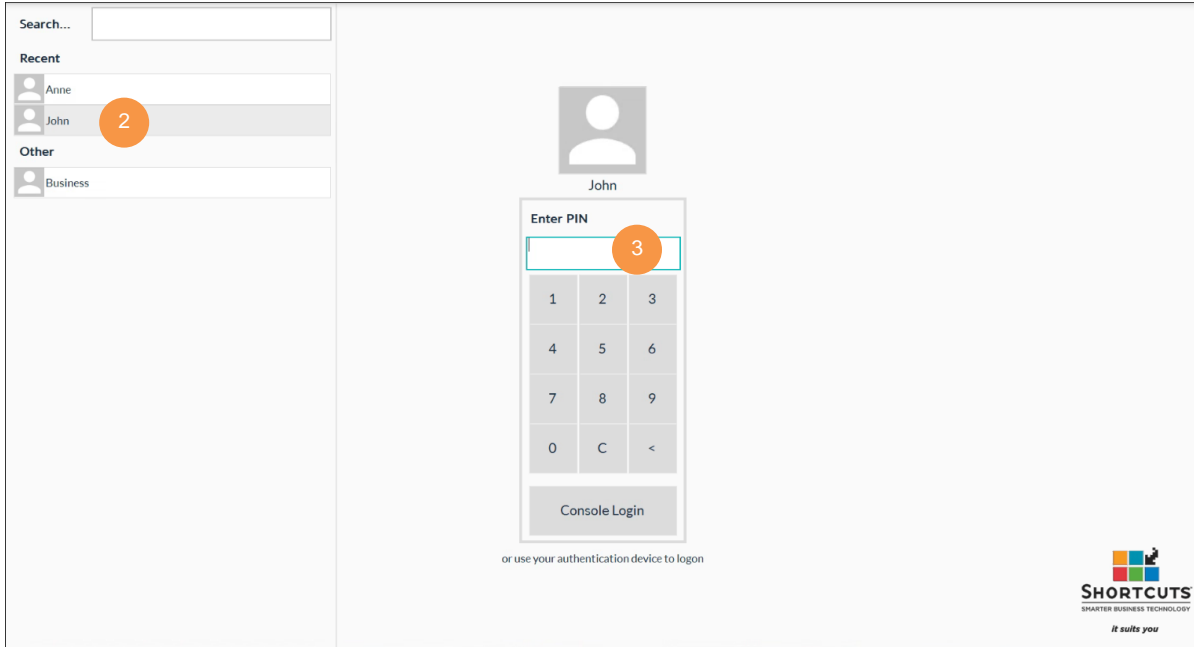 Search...
Recent
Anne
John
2
Other
Business
John
Enter PIN
3
1 2 3
4 5 6
7 8 9
0 C <
Console Login
or use your authentication device to logon
SHORTCUTS
SMARTER BUSINESS TECHNOLOGY
it suits you